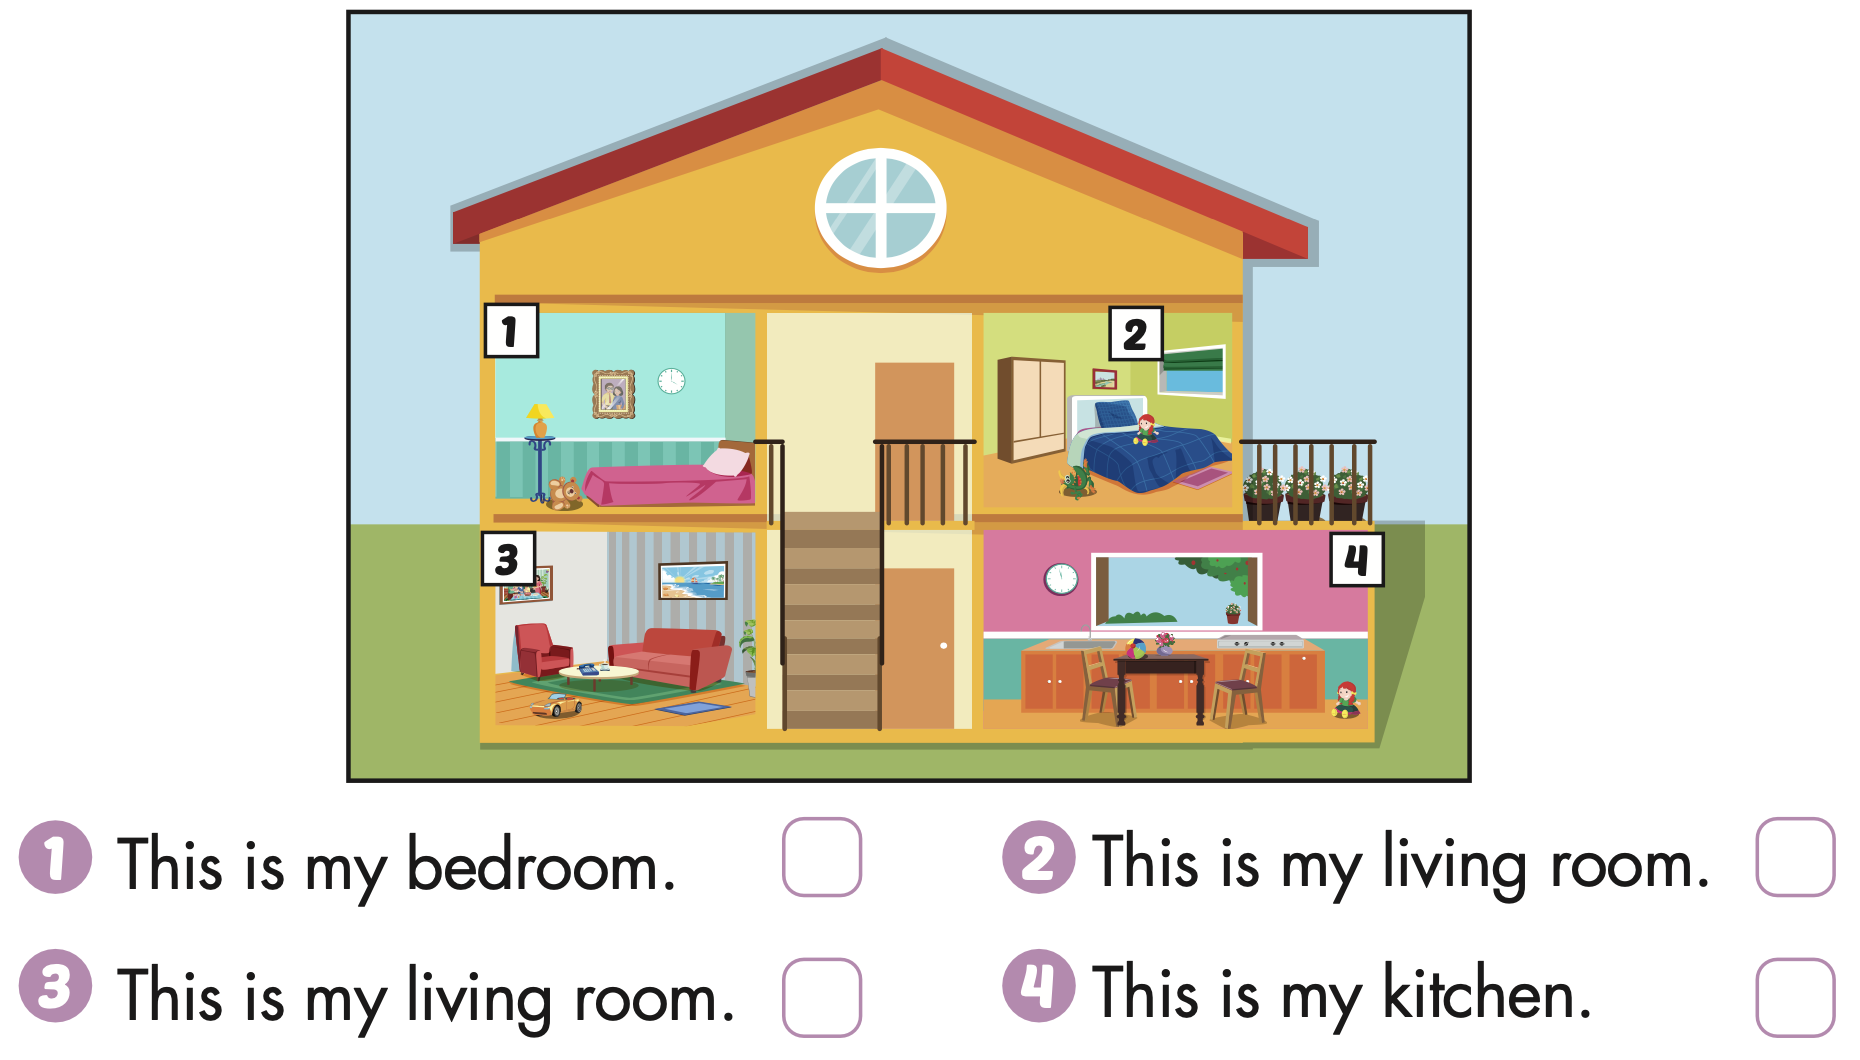 1
2
3
4
1 This is my bedroom.
2 This is my living room.
3 This is my living room.
4 This is my kitchen.